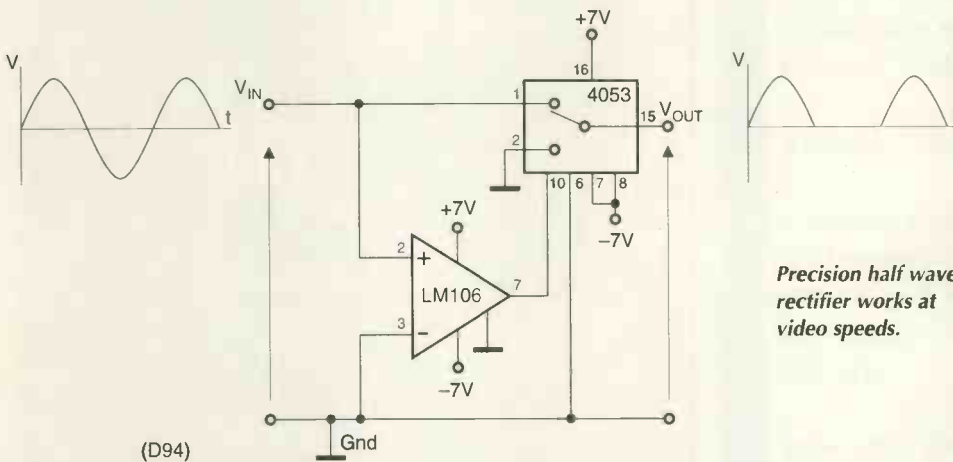 +7V
V
t
V_IN
1
16
4053
15
V_OUT
2
10
6
7
8
-7V
+7V
2
+
LM106
7
3
–
-7V
Gnd
(D94)
V
Precision half wave
rectifier works at
video speeds.